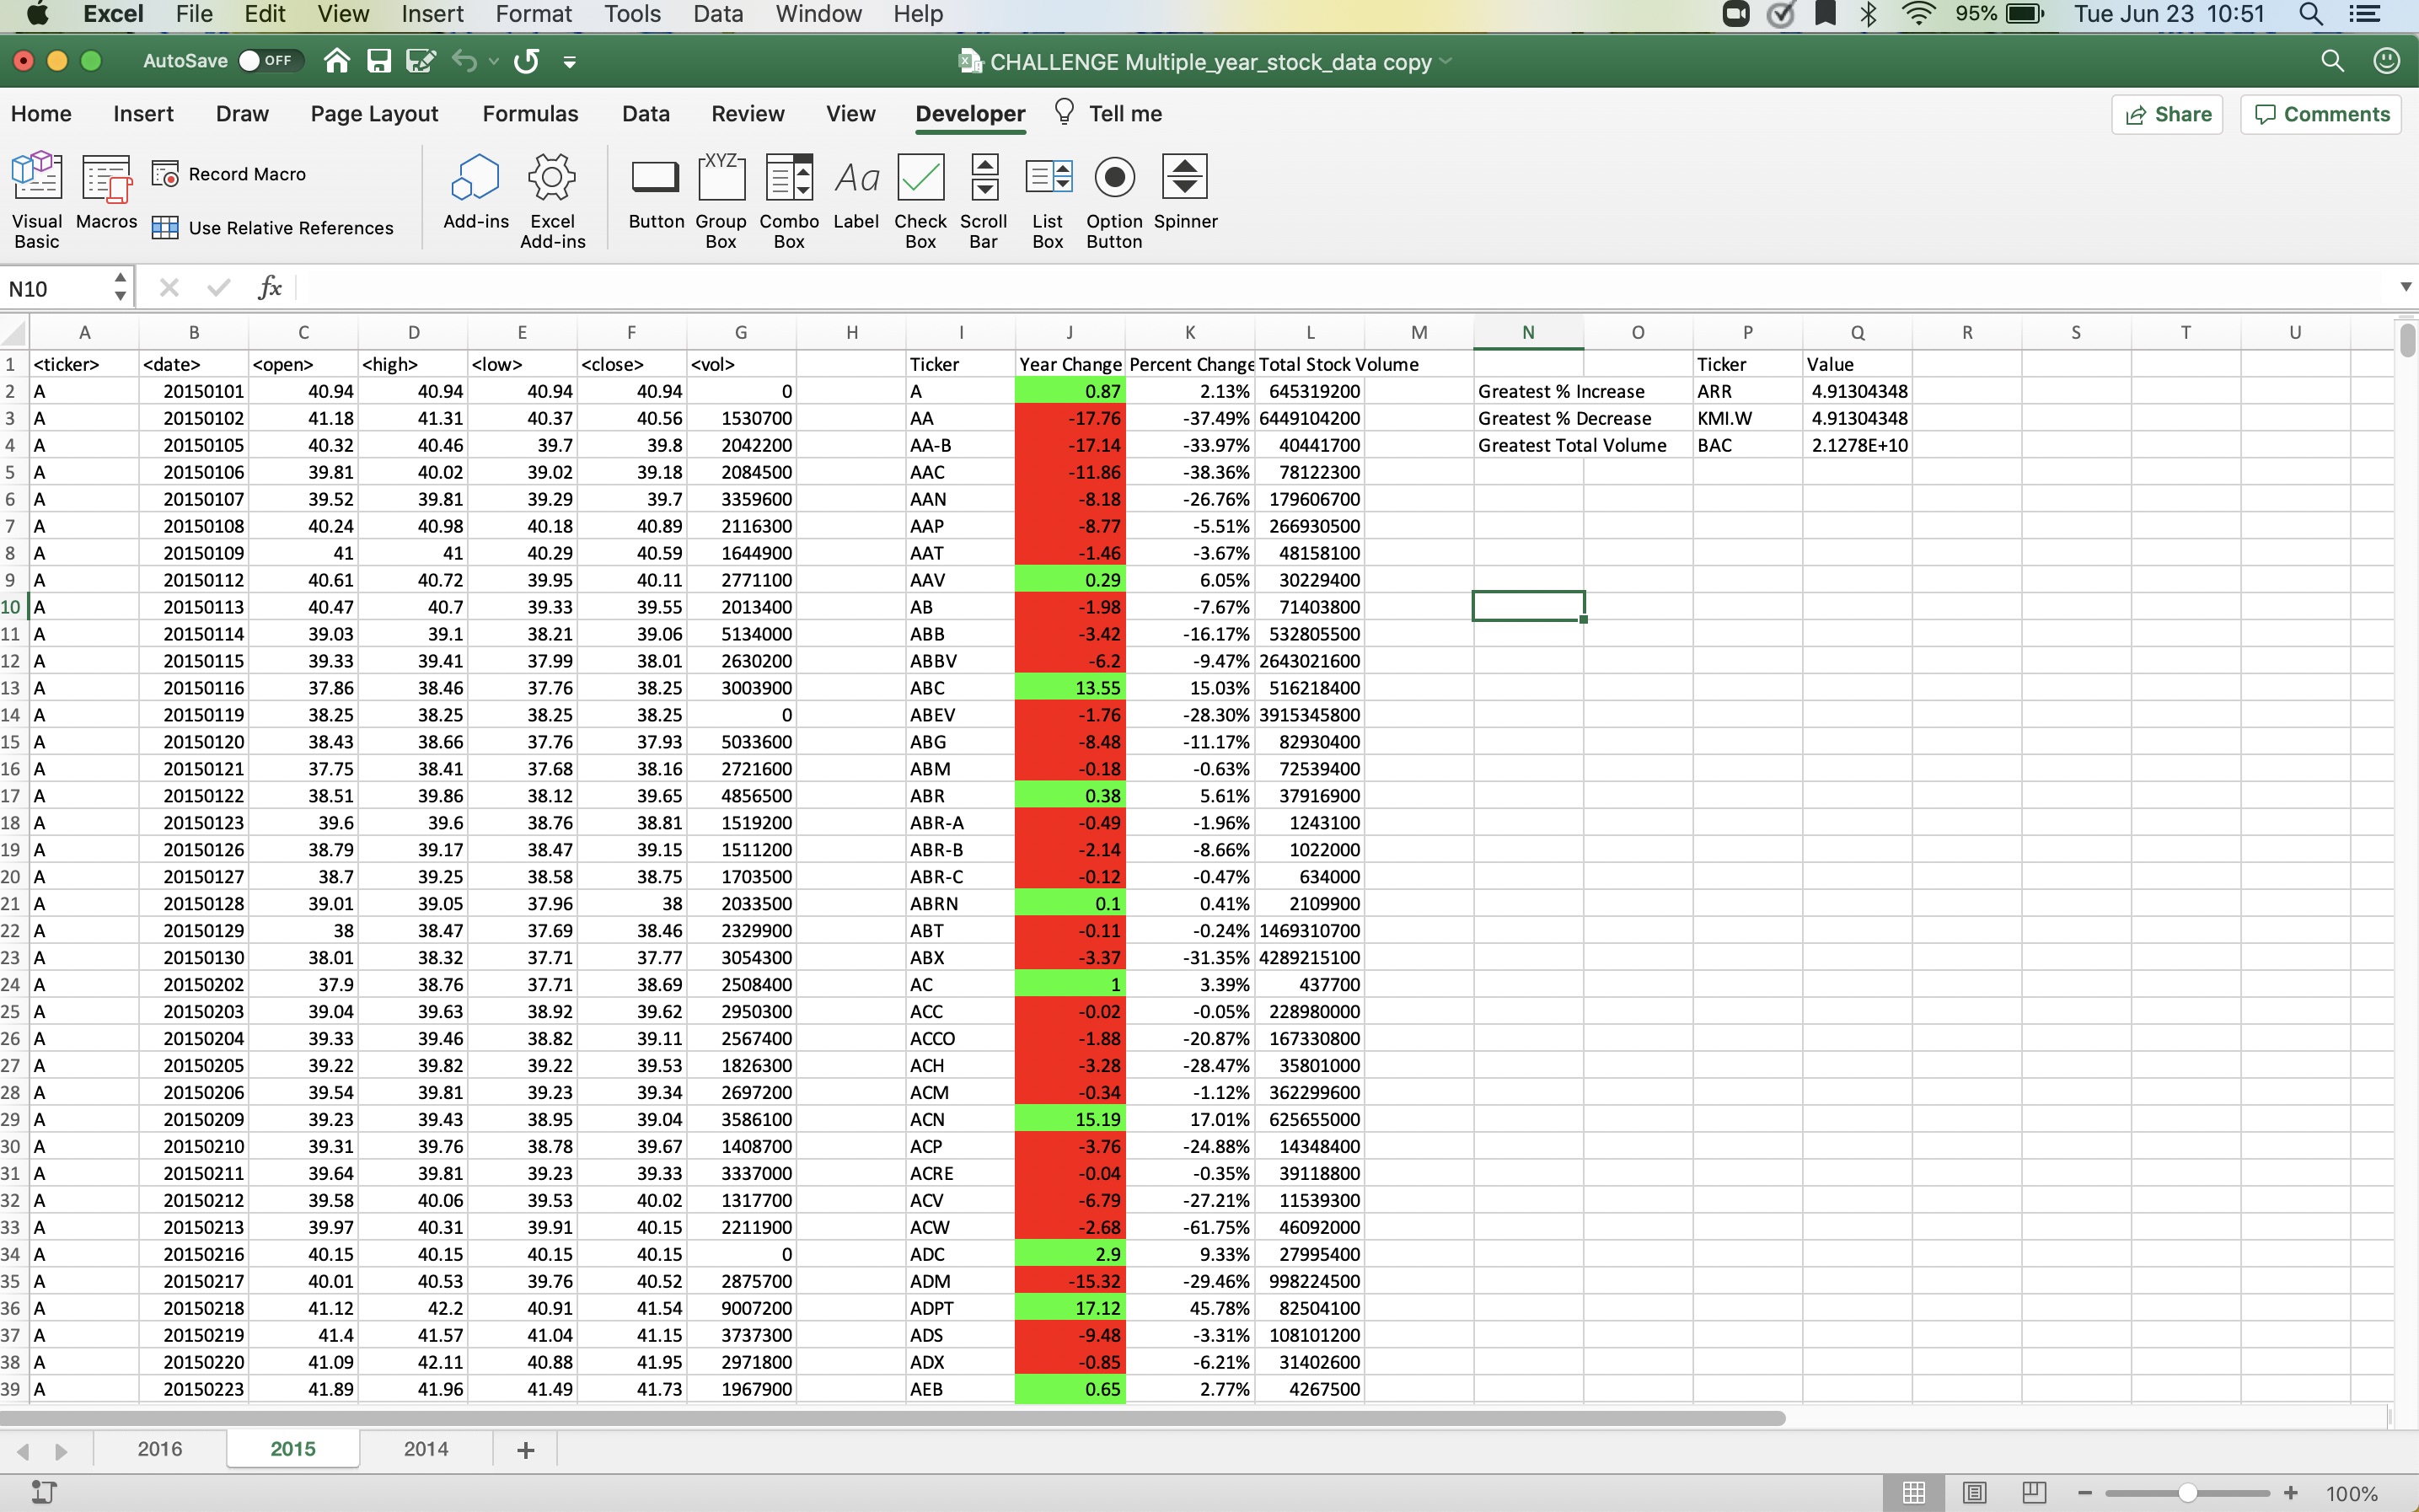 Excel File Edit View Insert Format Tools Data Window Help 95% Tue Jun 23 10:51
AutoSave OFF CHALLENGE Multiple_year_stock_data copy
Home Insert Draw Page Layout Formulas Data Review View Developer Tell me Share Comments
Visual Basic Macros Record Macro Use Relative References Add-ins Excel Add-ins Button XYZ Group Box Combo Box Aa Label Check Box Scroll Bar List Box Option Button Spinner
N10 fx
A B C D E F G H I J K L M N O P Q R S T U
1 <ticker> <date> <open> <high> <low> <close> <vol> Ticker Year Change Percent Change Total Stock Volume Ticker Value
2 A 20150101 40.94 40.94 40.94 40.94 0 A 0.87 2.13% 645319200 Greatest % Increase ARR 4.91304348
3 A 20150102 41.18 41.31 40.37 40.56 1530700 AA -17.76 -37.49% 6449104200 Greatest % Decrease KMI.W 4.91304348
4 A 20150105 40.32 40.46 39.7 39.8 2042200 AA-B -17.14 -33.97% 40441700 Greatest Total Volume BAC 2.1278E+10
5 A 20150106 39.81 40.02 39.02 39.18 2084500 AAC -11.86 -38.36% 78122300
6 A 20150107 39.52 39.81 39.29 39.7 3359600 AAN -8.18 -26.76% 179606700
7 A 20150108 40.24 40.98 40.18 40.89 2116300 AAP -8.77 -5.51% 266930500
8 A 20150109 41 41 40.29 40.59 1644900 AAT -1.46 -3.67% 48158100
9 A 20150112 40.61 40.72 39.95 40.11 2771100 AAV 0.29 6.05% 30229400
10 A 20150113 40.47 40.7 39.33 39.55 2013400 AB -1.98 -7.67% 71403800
11 A 20150114 39.03 39.1 38.21 39.06 5134000 ABB -3.42 -16.17% 532805500
12 A 20150115 39.33 39.41 37.99 38.01 2630200 ABBV -6.2 -9.47% 2643021600
13 A 20150116 37.86 38.46 37.76 38.25 3003900 ABC 13.55 15.03% 516218400
14 A 20150119 38.25 38.25 38.25 38.25 0 ABEV -1.76 -28.30% 3915345800
15 A 20150120 38.43 38.66 37.76 37.93 5033600 ABG -8.48 -11.17% 82930400
16 A 20150121 37.75 38.41 37.68 38.16 2721600 ABM -0.18 -0.63% 72539400
17 A 20150122 38.51 39.86 38.12 39.65 4856500 ABR 0.38 5.61% 37916900
18 A 20150123 39.6 39.6 38.76 38.81 1519200 ABR-A -0.49 -1.96% 1243100
19 A 20150126 38.79 39.17 38.47 39.15 1511200 ABR-B -2.14 -8.66% 1022000
20 A 20150127 38.7 39.25 38.58 38.75 1703500 ABR-C -0.12 -0.47% 634000
21 A 20150128 39.01 39.05 37.96 38 2033500 ABRN 0.1 0.41% 2109900
22 A 20150129 38 38.47 37.69 38.46 2329900 ABT -0.11 -0.24% 1469310700
23 A 20150130 38.01 38.32 37.71 37.77 3054300 ABX -3.37 -31.35% 4289215100
24 A 20150202 37.9 38.76 37.71 38.69 2508400 AC 1 3.39% 437700
25 A 20150203 39.04 39.63 38.92 39.62 2950300 ACC -0.02 -0.05% 228980000
26 A 20150204 39.33 39.46 38.82 39.11 2567400 ACCO -1.88 -20.87% 167330800
27 A 20150205 39.22 39.82 39.22 39.53 1826300 ACH -3.28 -28.47% 35801000
28 A 20150206 39.54 39.81 39.23 39.34 2697200 ACM -0.34 -1.12% 362299600
29 A 20150209 39.23 39.43 38.95 39.04 3586100 ACN 15.19 17.01% 625655000
30 A 20150210 39.31 39.76 38.78 39.67 1408700 ACP -3.76 -24.88% 14348400
31 A 20150211 39.64 39.81 39.23 39.33 3337000 ACRE -0.04 -0.35% 39118800
32 A 20150212 39.58 40.06 39.53 40.02 1317700 ACV -6.79 -27.21% 11539300
33 A 20150213 39.97 40.31 39.91 40.15 2211900 ACW -2.68 -61.75% 46092000
34 A 20150216 40.15 40.15 40.15 40.15 0 ADC 2.9 9.33% 27995400
35 A 20150217 40.01 40.53 39.76 40.52 2875700 ADM -15.32 -29.46% 998224500
36 A 20150218 41.12 42.2 40.91 41.54 9007200 ADPT 17.12 45.78% 82504100
37 A 20150219 41.4 41.57 41.04 41.15 3737300 ADS -9.48 -3.31% 108101200
38 A 20150220 41.09 42.11 40.88 41.95 2971800 ADX -0.85 -6.21% 31402600
39 A 20150223 41.89 41.96 41.49 41.73 1967900 AEB 0.65 2.77% 4267500
2016 2015 2014 +
100%